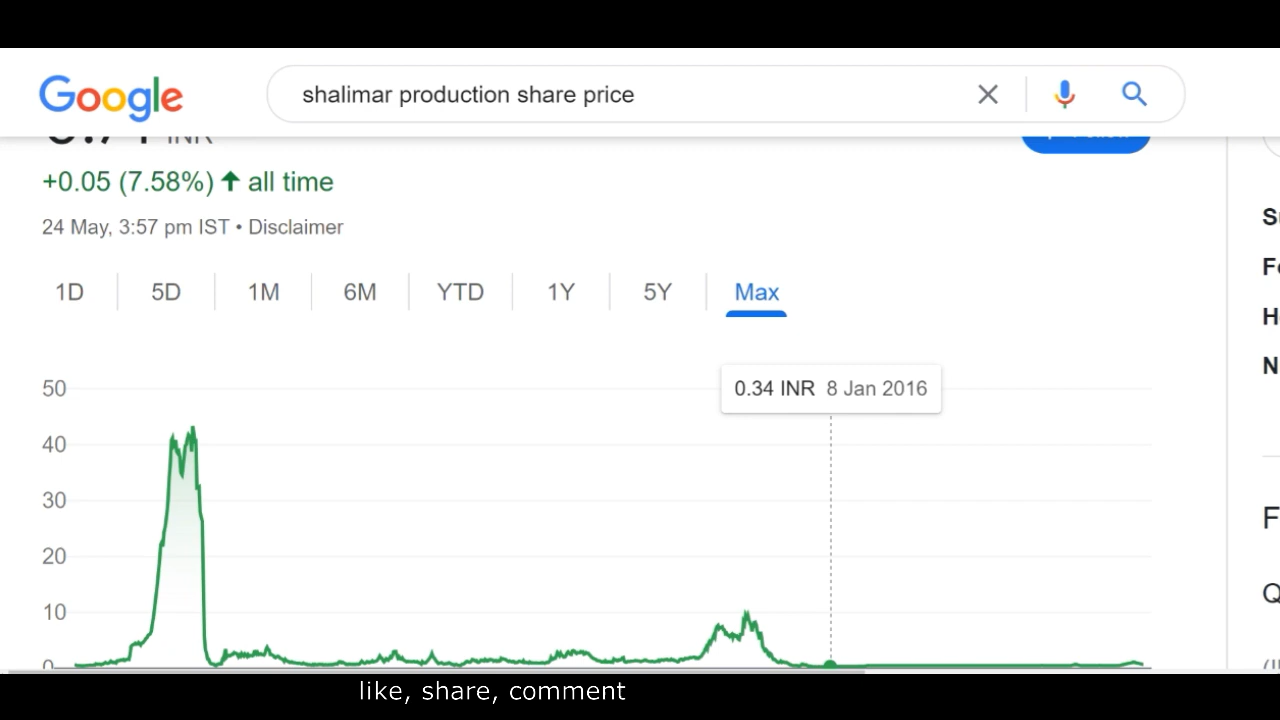 Google
shalimar production share price
INR
+0.05 (7.58%) ↑ all time
24 May, 3:57 pm IST • Disclaimer
1D 5D 1M 6M YTD 1Y 5Y Max
50
0.34 INR 8 Jan 2016
40
30
20
10
0
like, share, comment